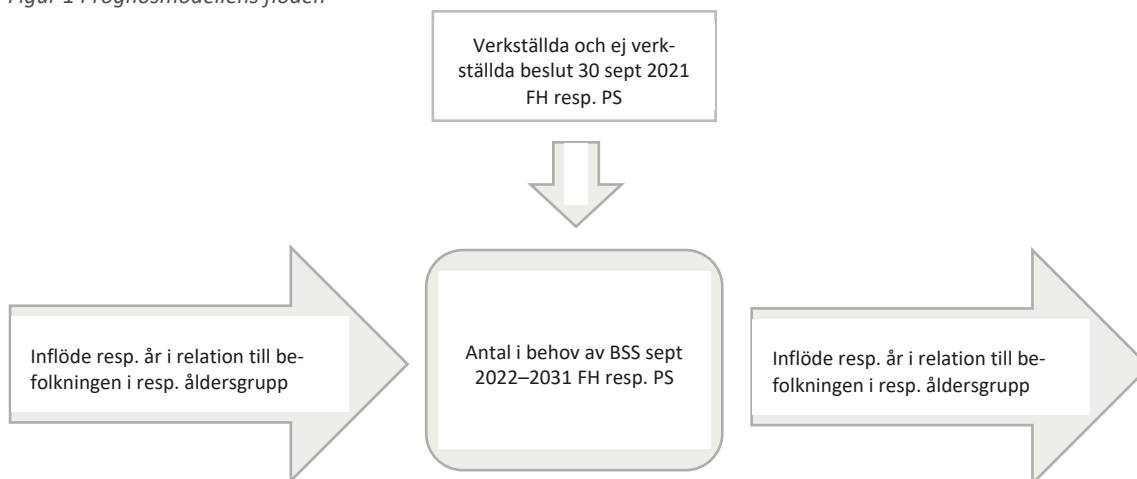 Figur 1 Prognosmodellens flöden
Verkställda och ej verk-
ställda beslut 30 sept 2021
FH resp. PS
Inflöde resp. år i relation till be-
folkningen i resp. åldersgrupp
Antal i behov av BSS sept
2022–2031 FH resp. PS
Inflöde resp. år i relation till be-
folkningen i resp. åldersgrupp